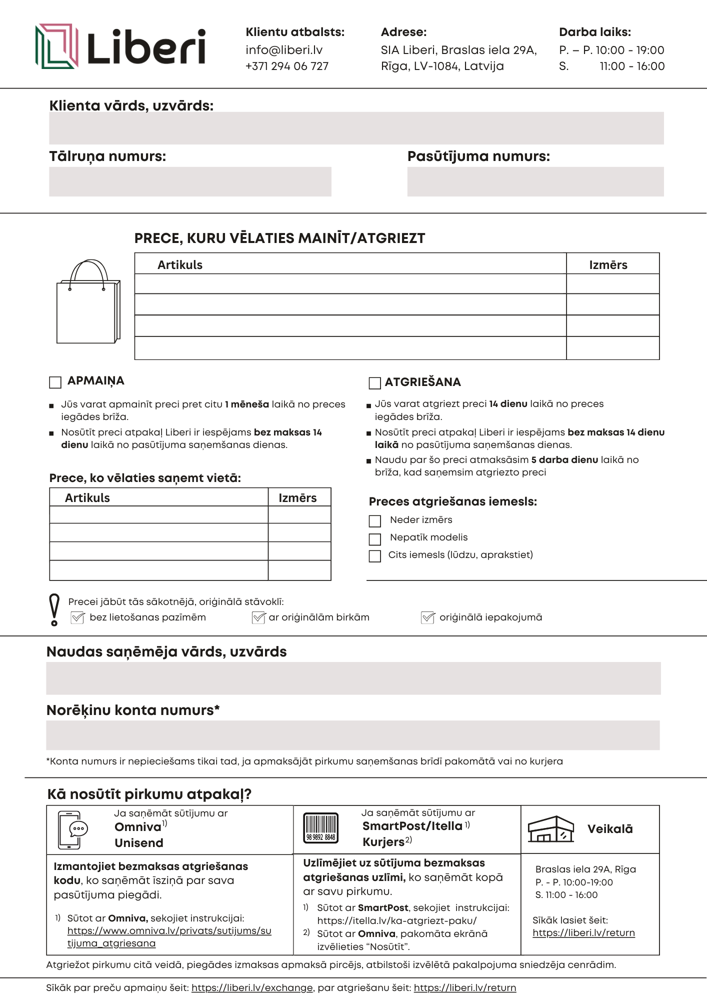 Liberi
Klientu atbalsts:
info@liberi.lv
+371 294 06 727
Adrese:
SIA Liberi, Braslas iela 29A,
Rīga, LV-1084, Latvija
Darba laiks:
P. – P. 10:00 - 19:00
S. 11:00 - 16:00
Klienta vārds, uzvārds:
Tālruņa numurs:
Pasūtījuma numurs:
PRECE, KURU VĒLATIES MAINĪT/ATGRIEZT
Artikuls Izmērs
APMAIŅA
Jūs varat apmainīt preci pret citu 1 mēneša laikā no preces
iegādes brīža.
Nosūtīt preci atpakaļ Liberi ir iespējams bez maksas 14
dienu laikā no pasūtījuma saņemšanas dienas.
Prece, ko vēlaties saņemt vietā:
Artikuls Izmērs
ATGRIEŠANA
Jūs varat atgriezt preci 14 dienu laikā no preces
iegādes brīža.
Nosūtīt preci atpakaļ Liberi ir iespējams bez maksas 14 dienu
laikā no pasūtījuma saņemšanas dienas.
Naudu par šo preci atmaksāsim 5 darba dienu laikā no
brīža, kad saņemsim atgriezto preci
Preces atgriešanas iemesls:
Neder izmērs
Nepatīk modelis
Cits iemesls (lūdzu, aprakstiet)
Precei jābūt tās sākotnējā, oriģinālā stāvoklī:
bez lietošanas pazīmēm
ar oriģinālām birkām
oriģinālā iepakojumā
Naudas saņēmēja vārds, uzvārds
Norēķinu konta numurs*
*Konta numurs ir nepieciešams tikai tad, ja apmaksājāt pirkumu saņemšanas brīdī pakomātā vai no kurjera
Kā nosūtīt pirkumu atpakaļ?
Ja saņēmāt sūtījumu ar
Omniva1)
Unisend
Izmantojiet bezmaksas atgriešanas
kodu, ko saņēmāt īsziņā par sava
pasūtījuma piegādi.
1) Sūtot ar Omniva, sekojiet instrukcijai:
https://www.omniva.lv/privats/sutijums/su
tijuma_atgriesana
98 9892 8848
Ja saņēmāt sūtījumu ar
SmartPost/Itella 1)
Kurjers2)
Uzlīmējiet uz sūtījuma bezmaksas
atgriešanas uzlīmi, ko saņēmāt kopā
ar savu pirkumu.
1) Sūtot ar SmartPost, sekojiet instrukcijai:
https://itella.lv/ka-atgriezt-paku/
2) Sūtot ar Omniva, pakomāta ekrānā
izvēlieties “Nosūtīt”.
Veikalā
Braslas iela 29A, Rīga
P. - P. 10:00-19:00
S. 11:00 - 16:00
Sīkāk lasiet šeit:
https://liberi.lv/return
Atgriežot pirkumu citā veidā, piegādes izmaksas apmaksā pircējs, atbilstoši izvēlētā pakalpojuma sniedzēja cenrādim.
Sīkāk par preču apmaiņu šeit: https://liberi.lv/exchange, par atgriešanu šeit: https://liberi.lv/return